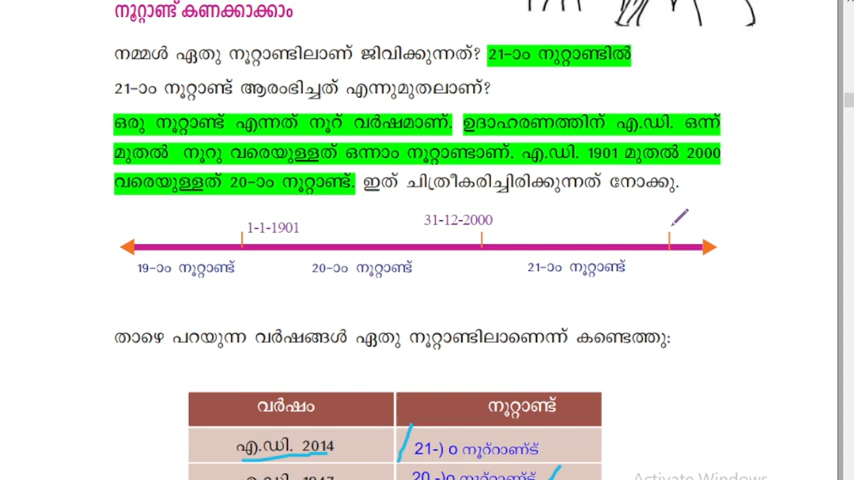 നൂറ്റാണ്ട് കണക്കാക്കാം
നമ്മൾ ഏതു നൂറ്റാണ്ടിലാണ് ജീവിക്കുന്നത്? 21-ാം നൂറ്റാണ്ടിൽ
21-ാം നൂറ്റാണ്ട് ആരംഭിച്ചത് എന്നുമുതലാണ്?
ഒരു നൂറ്റാണ്ട് എന്നത് നൂറ് വർഷമാണ്. ഉദാഹരണത്തിന് എ.ഡി. ഒന്ന്
മുതൽ നൂറു വരെയുള്ളത് ഒന്നാം നൂറ്റാണ്ടാണ്. എ.ഡി. 1901 മുതൽ 2000
വരെയുള്ളത് 20-ാം നൂറ്റാണ്ട്. ഇത് ചിത്രീകരിച്ചിരിക്കുന്നത് നോക്കൂ.
1-1-1901 31-12-2000
19-ാം നൂറ്റാണ്ട് 20-ാം നൂറ്റാണ്ട് 21-ാം നൂറ്റാണ്ട്
താഴെ പറയുന്ന വർഷങ്ങൾ ഏതു നൂറ്റാണ്ടിലാണെന്ന് കണ്ടെത്തൂ:
വർഷം നൂറ്റാണ്ട്
എ.ഡി. 2014 21-) o നൂറ്റാണ്ട്
എ.ഡി. 1947 20 -)o നൂറ്റാണ്ട്
Activate Windows